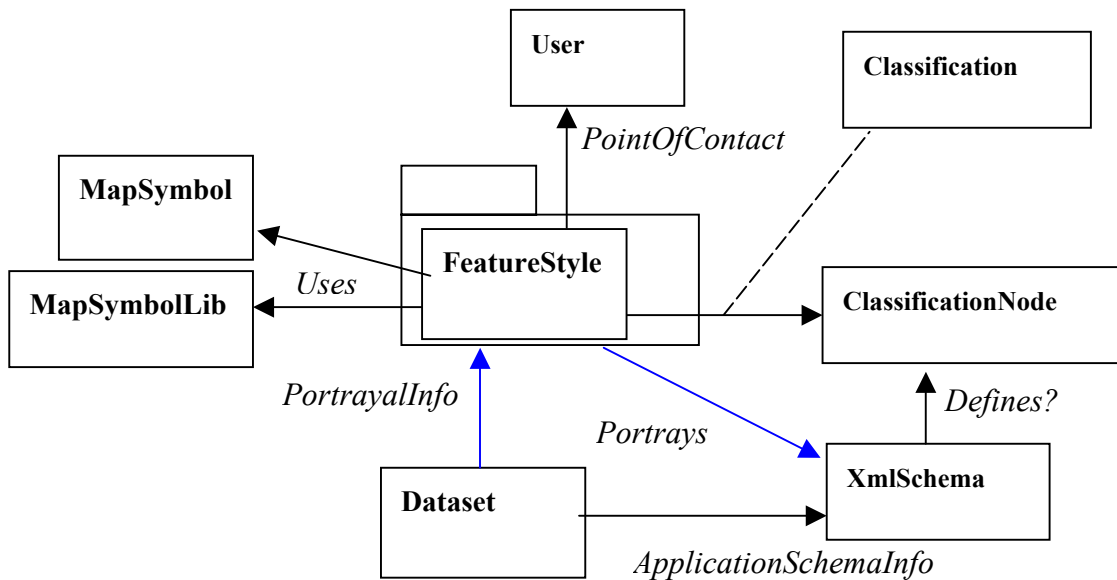 User
Classification
PointOfContact
MapSymbol
FeatureStyle
Uses
MapSymbolLib
ClassificationNode
PortrayalInfo
Defines?
Portrays
XmlSchema
Dataset
ApplicationSchemaInfo